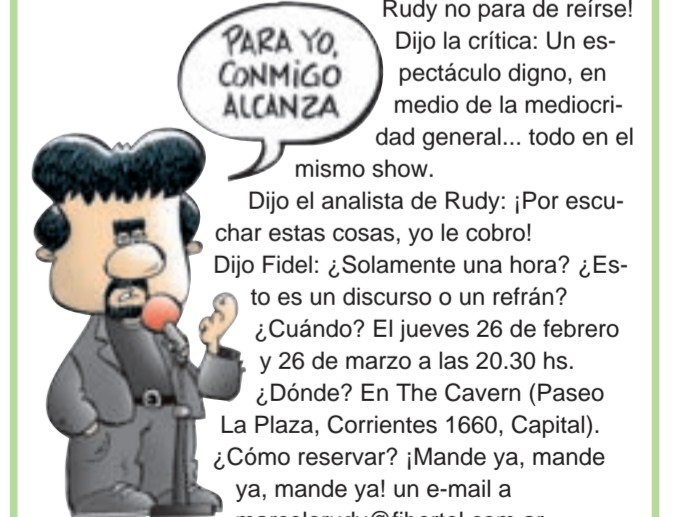 PARA YO,
CONMiGO
ALCANZA
Rudy no para de reírse!
Dijo la crítica: Un es-
pectáculo digno, en
medio de la mediocri-
dad general... todo en el
mismo show.
Dijo el analista de Rudy: ¡Por escu-
char estas cosas, yo le cobro!
Dijo Fidel: ¿Solamente una hora? ¿Es-
to es un discurso o un refrán?
¿Cuándo? El jueves 26 de febrero
y 26 de marzo a las 20.30 hs.
¿Dónde? En The Cavern (Paseo
La Plaza, Corrientes 1660, Capital).
¿Cómo reservar? ¡Mande ya, mande
ya, mande ya! un e-mail a
marcelarudy@fibertel.com.ar